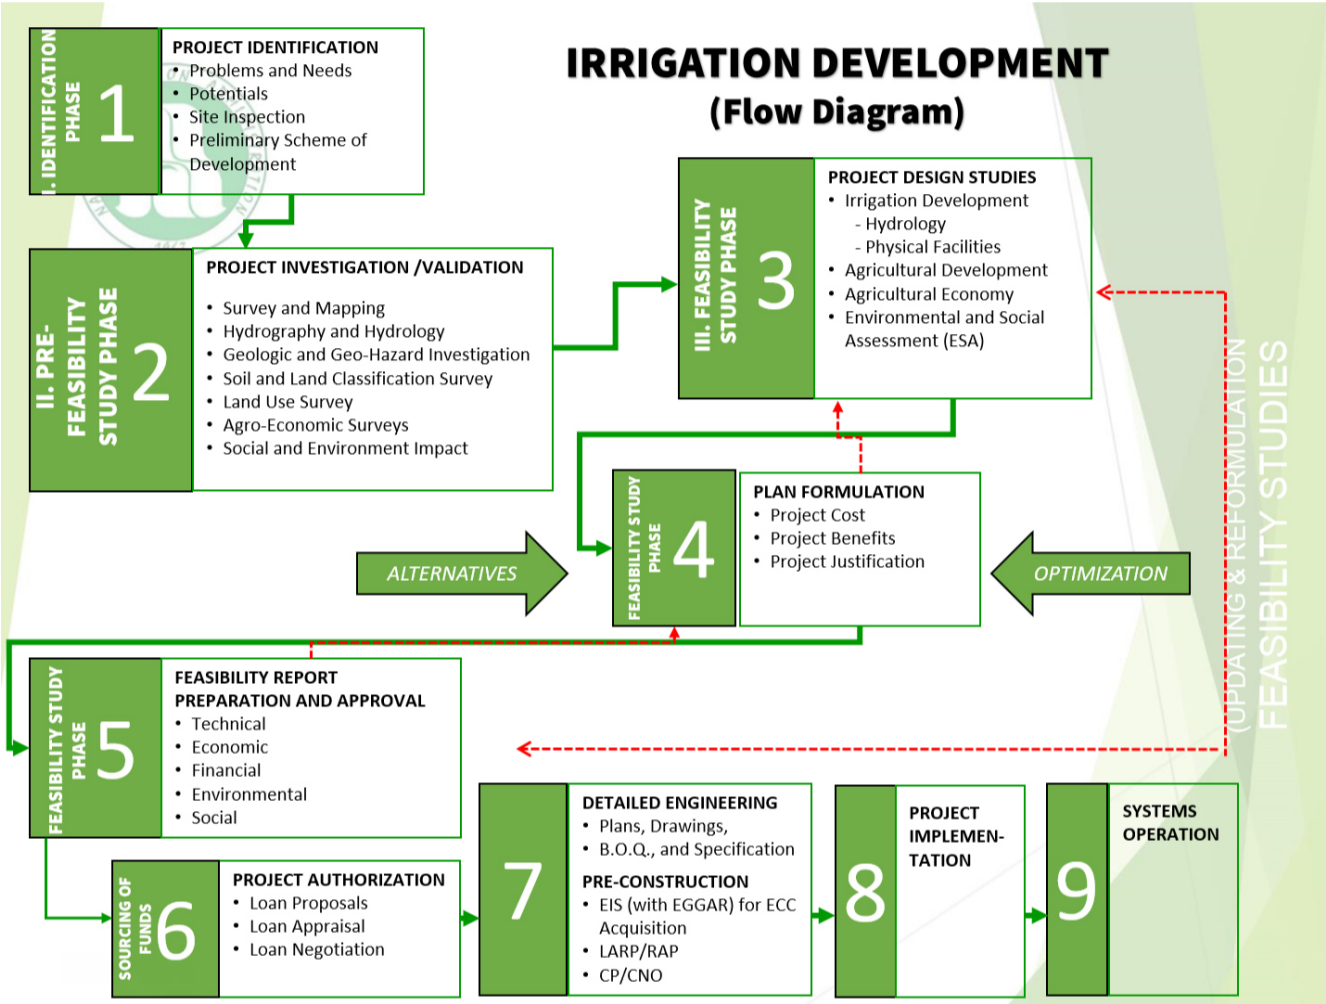 IRRIGATION DEVELOPMENT
(Flow Diagram)
I. IDENTIFICATION
PHASE
1
PROJECT IDENTIFICATION
• Problems and Needs
• Potentials
• Site Inspection
• Preliminary Scheme of
Development
II. PRE-
FEASIBILITY
STUDY PHASE
2
PROJECT INVESTIGATION /VALIDATION
• Survey and Mapping
• Hydrography and Hydrology
• Geologic and Geo-Hazard Investigation
• Soil and Land Classification Survey
• Land Use Survey
• Agro-Economic Surveys
• Social and Environment Impact
III. FEASIBILITY
STUDY PHASE
3
PROJECT DESIGN STUDIES
• Irrigation Development
- Hydrology
- Physical Facilities
• Agricultural Development
• Agricultural Economy
• Environmental and Social
Assessment (ESA)
ALTERNATIVES
FEASIBILITY STUDY
PHASE
4
PLAN FORMULATION
• Project Cost
• Project Benefits
• Project Justification
OPTIMIZATION
(UPDATING & REFORMULATION
FEASIBILITY STUDIES
FEASIBILITY STUDY
PHASE
5
FEASIBILITY REPORT
PREPARATION AND APPROVAL
• Technical
• Economic
• Financial
• Environmental
• Social
SOURCING OF
FUNDS
6
PROJECT AUTHORIZATION
• Loan Proposals
• Loan Appraisal
• Loan Negotiation
7
DETAILED ENGINEERING
• Plans, Drawings,
• B.O.Q., and Specification
PRE-CONSTRUCTION
• EIS (with EGGAR) for ECC
Acquisition
• LARP/RAP
• CP/CNO
8
PROJECT
IMPLEMEN-
TATION
9
SYSTEMS
OPERATION